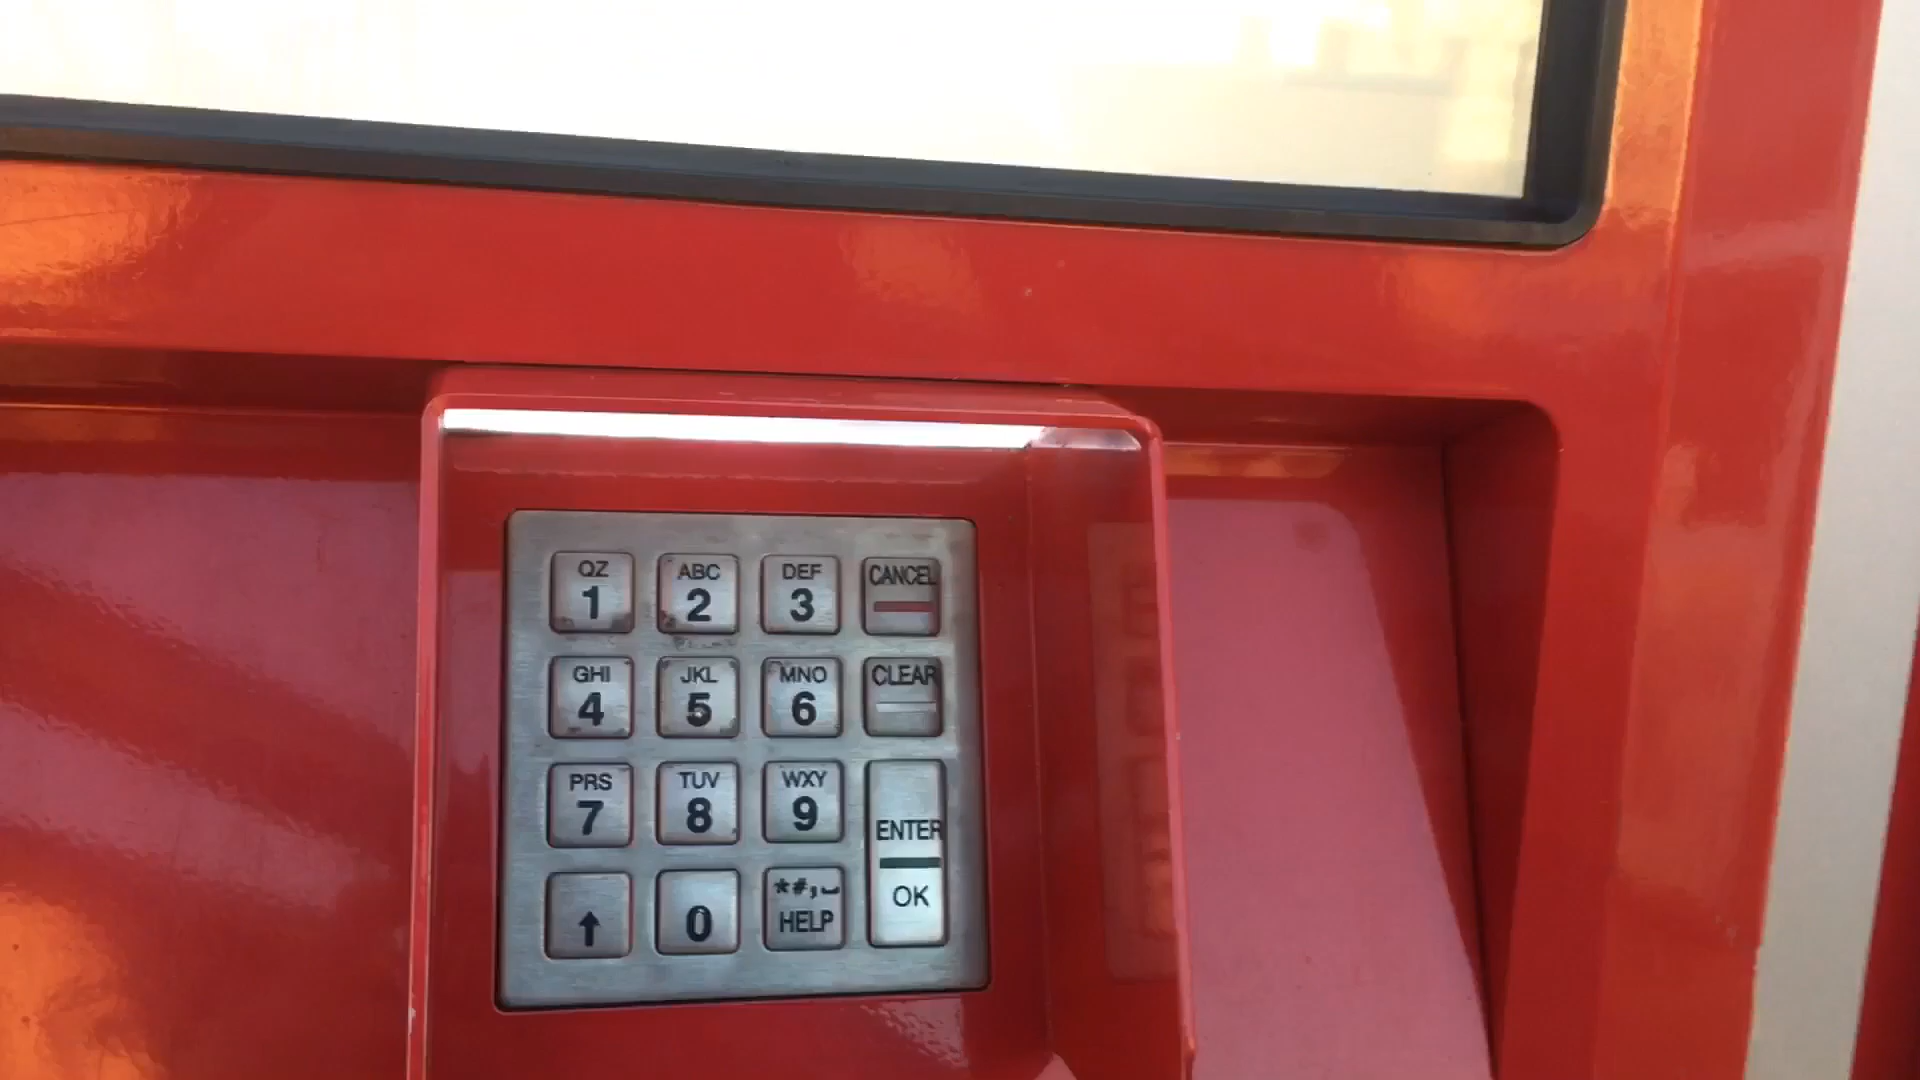 QZ ABC DEF CANCEL
1 2 3
GHI JKL MNO CLEAR
4 5 6
PRS TUV WXY
7 8 9 ENTER
*#,⎵ OK
↑ 0 HELP